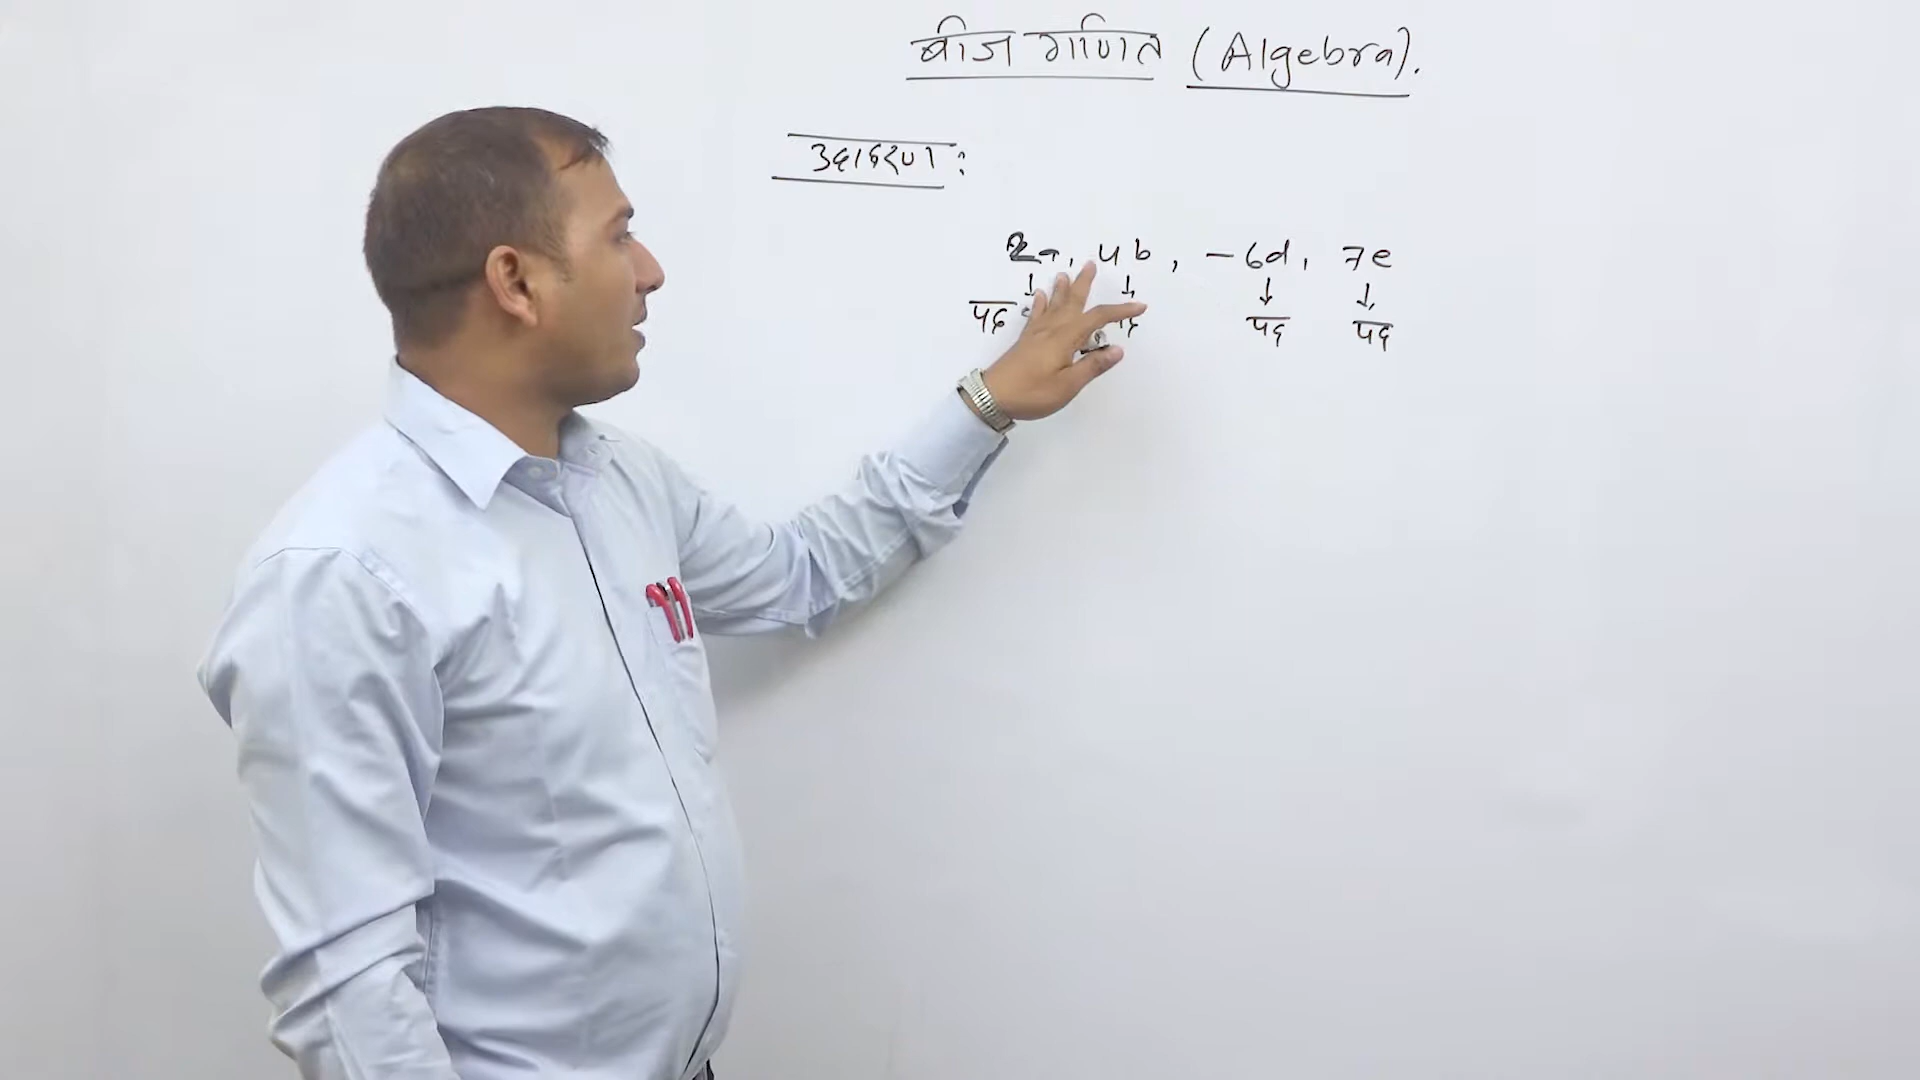 बीज गणित (Algebra).
उदाहरण :
2a, 4b, -6d, 7e
↓ ↓ ↓ ↓
पद पद पद पद